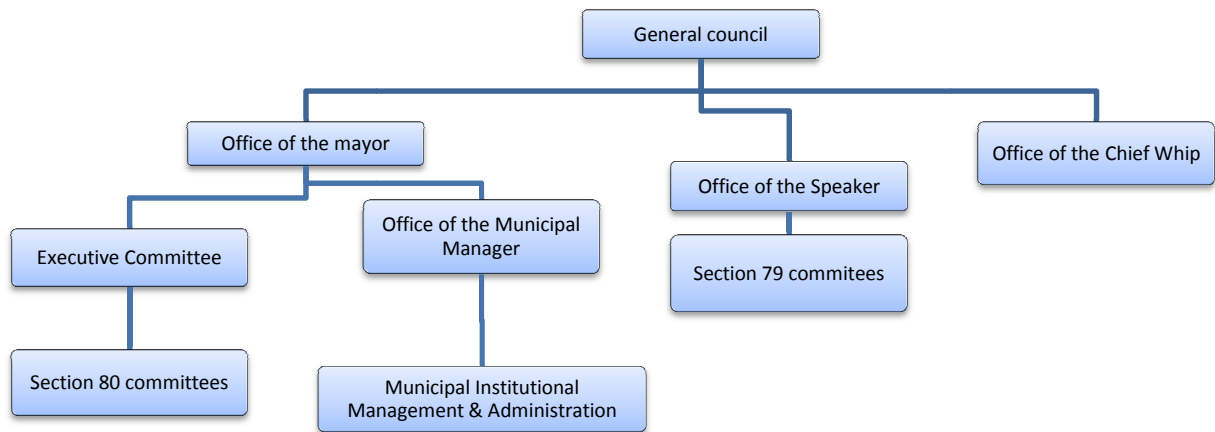 General council
Office of the mayor
Office of the Chief Whip
Office of the Speaker
Executive Committee
Office of the Municipal
Manager
Section 79 commitees
Section 80 committees
Municipal Institutional
Management & Administration